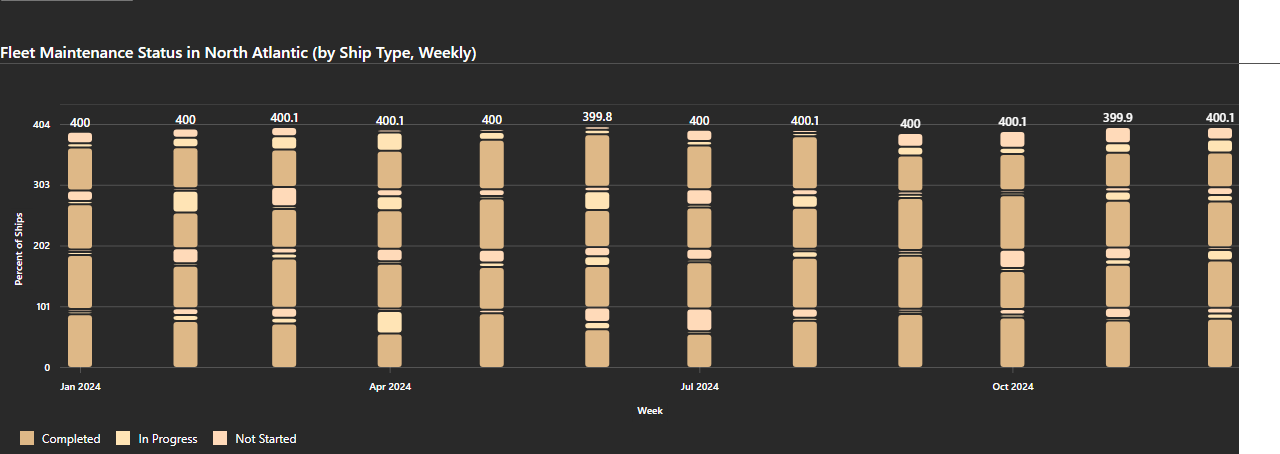 Fleet Maintenance Status in North Atlantic (by Ship Type, Weekly)
400 400 400.1 400.1 400 399.8 400 400.1 400 400.1 399.9 400.1
404
303
202
101
0
Percent of Ships
Jan 2024 Apr 2024 Jul 2024 Oct 2024
Week
Completed In Progress Not Started